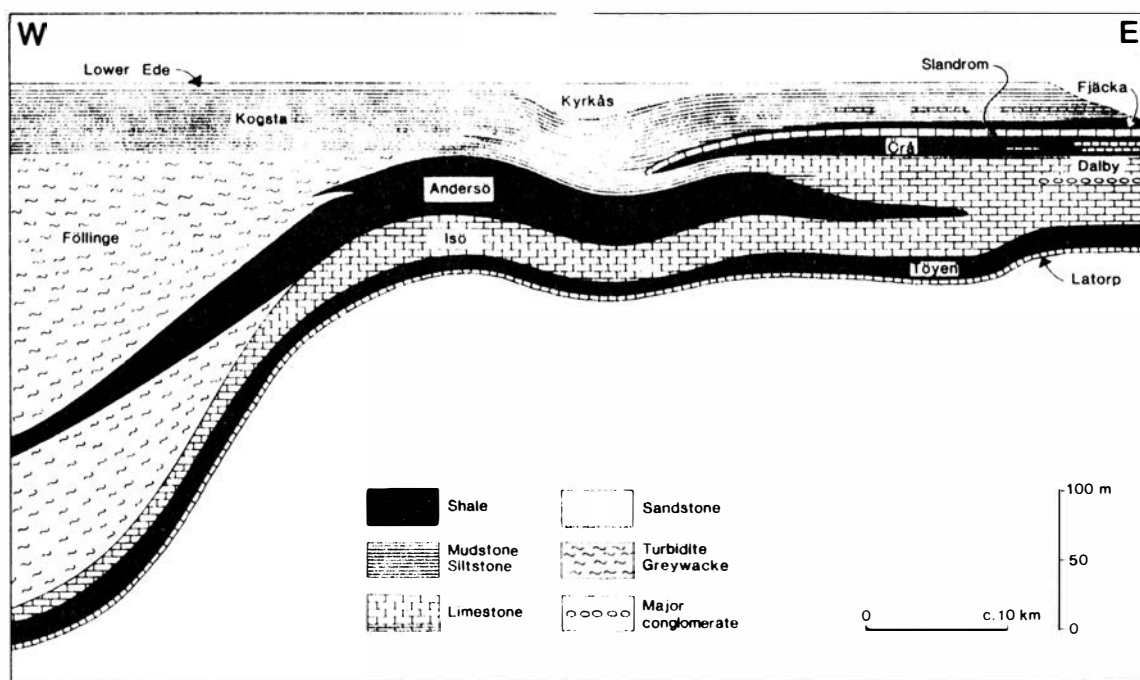 W
E
Lower Ede
Slandrom
Fjäcka
Kyrkås
Kogsta
Örå
Dalby
Andersö
Föllinge
Isö
Töyen
Latorp
Shale
Sandstone
100 m
Mudstone
Siltstone
Turbidite
Greywacke
50
Limestone
Major
conglomerate
0
c. 10 km
0